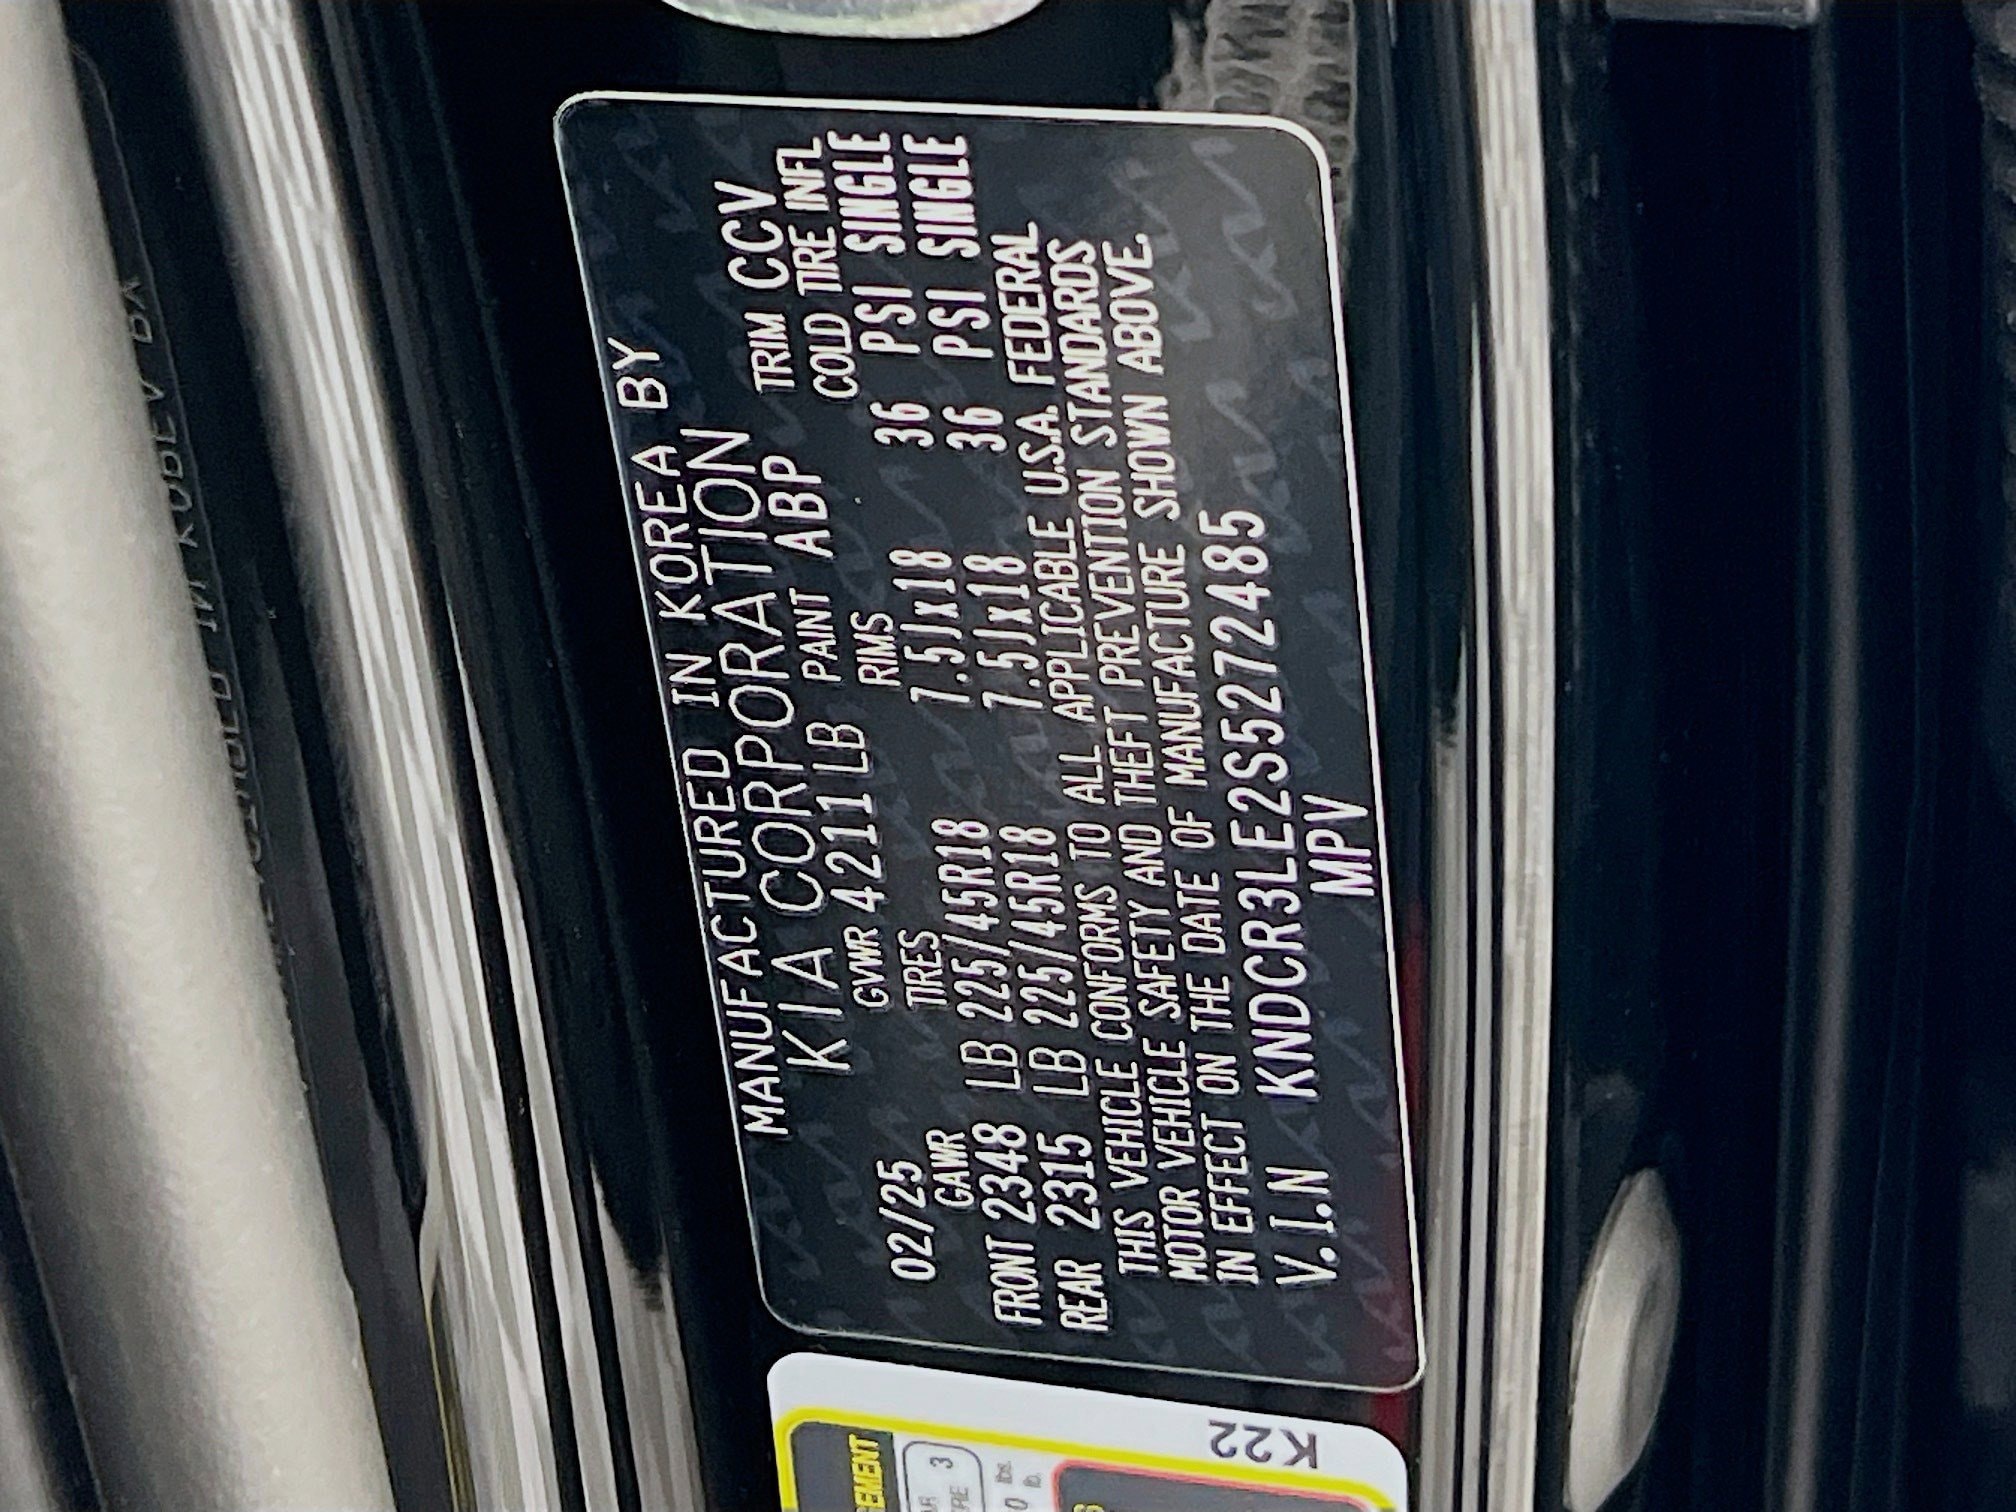 MANUFACTURED IN KOREA BY
KIA CORPORATION
02/25 GVWR 4211LB PAINT ABP TRIM CCV
GAWR TIRES RIMS COLD TIRE INFL
FRONT 2348 LB 225/45R18 7.5Jx18 36 PSI SINGLE
REAR 2315 LB 225/45R18 7.5Jx18 36 PSI SINGLE
THIS VEHICLE CONFORMS TO ALL APPLICABLE U.S.A. FEDERAL
MOTOR VEHICLE SAFETY AND THEFT PREVENTION STANDARDS
IN EFFECT ON THE DATE OF MANUFACTURE SHOWN ABOVE.
V.I.N KNDCR3LE2S5272485
MPV
K22
3
lbs.
lb.